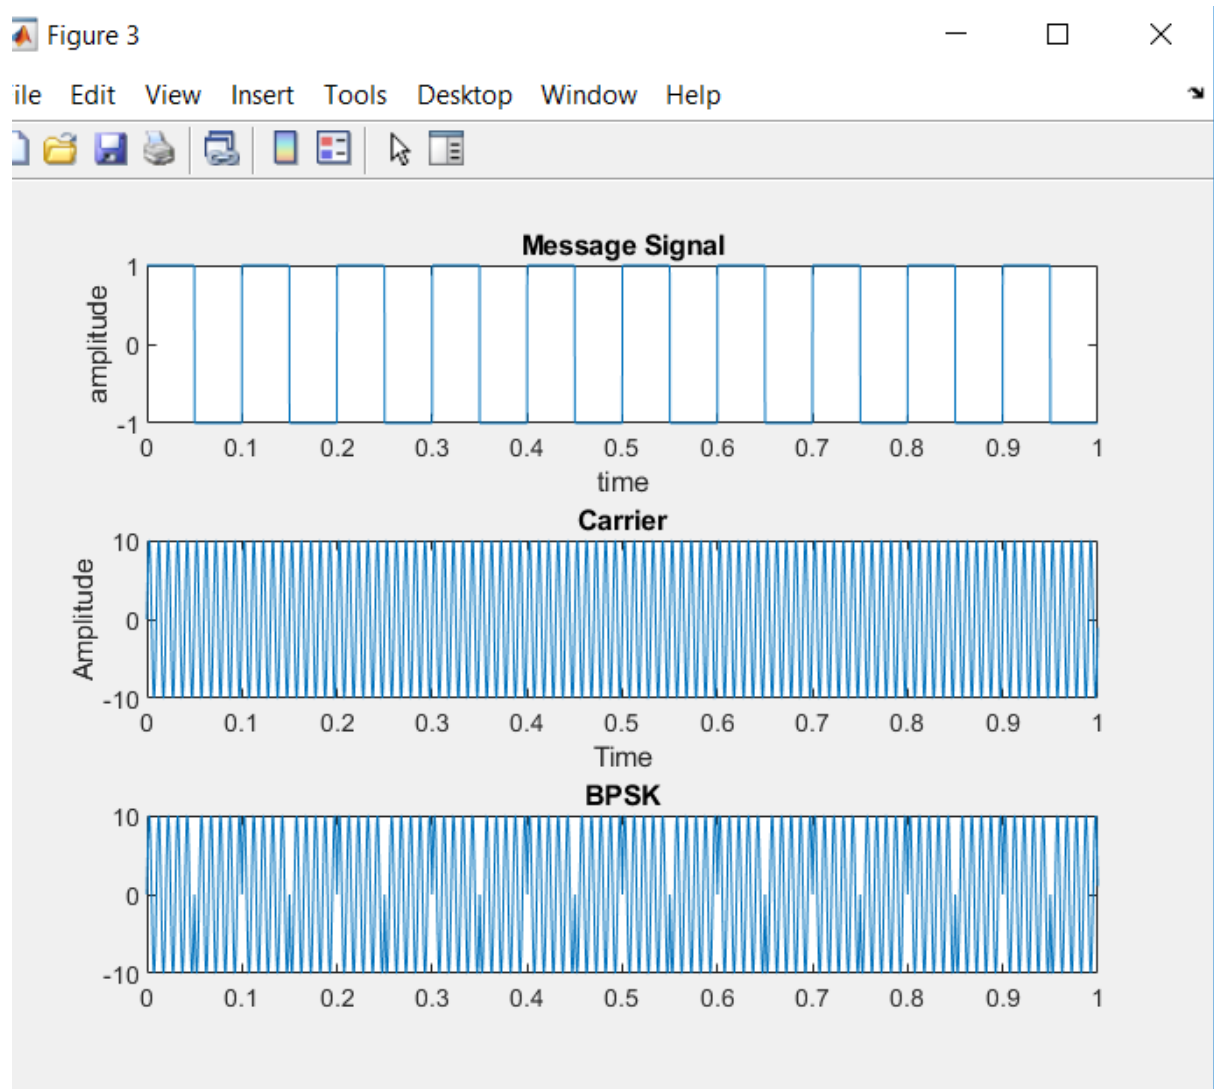 Figure 3
ile Edit View Insert Tools Desktop Window Help
Message Signal
1
0
-1
amplitude
0 0.1 0.2 0.3 0.4 0.5 0.6 0.7 0.8 0.9 1
time
Carrier
10
0
-10
Amplitude
0 0.1 0.2 0.3 0.4 0.5 0.6 0.7 0.8 0.9 1
Time
BPSK
10
0
-10
0 0.1 0.2 0.3 0.4 0.5 0.6 0.7 0.8 0.9 1